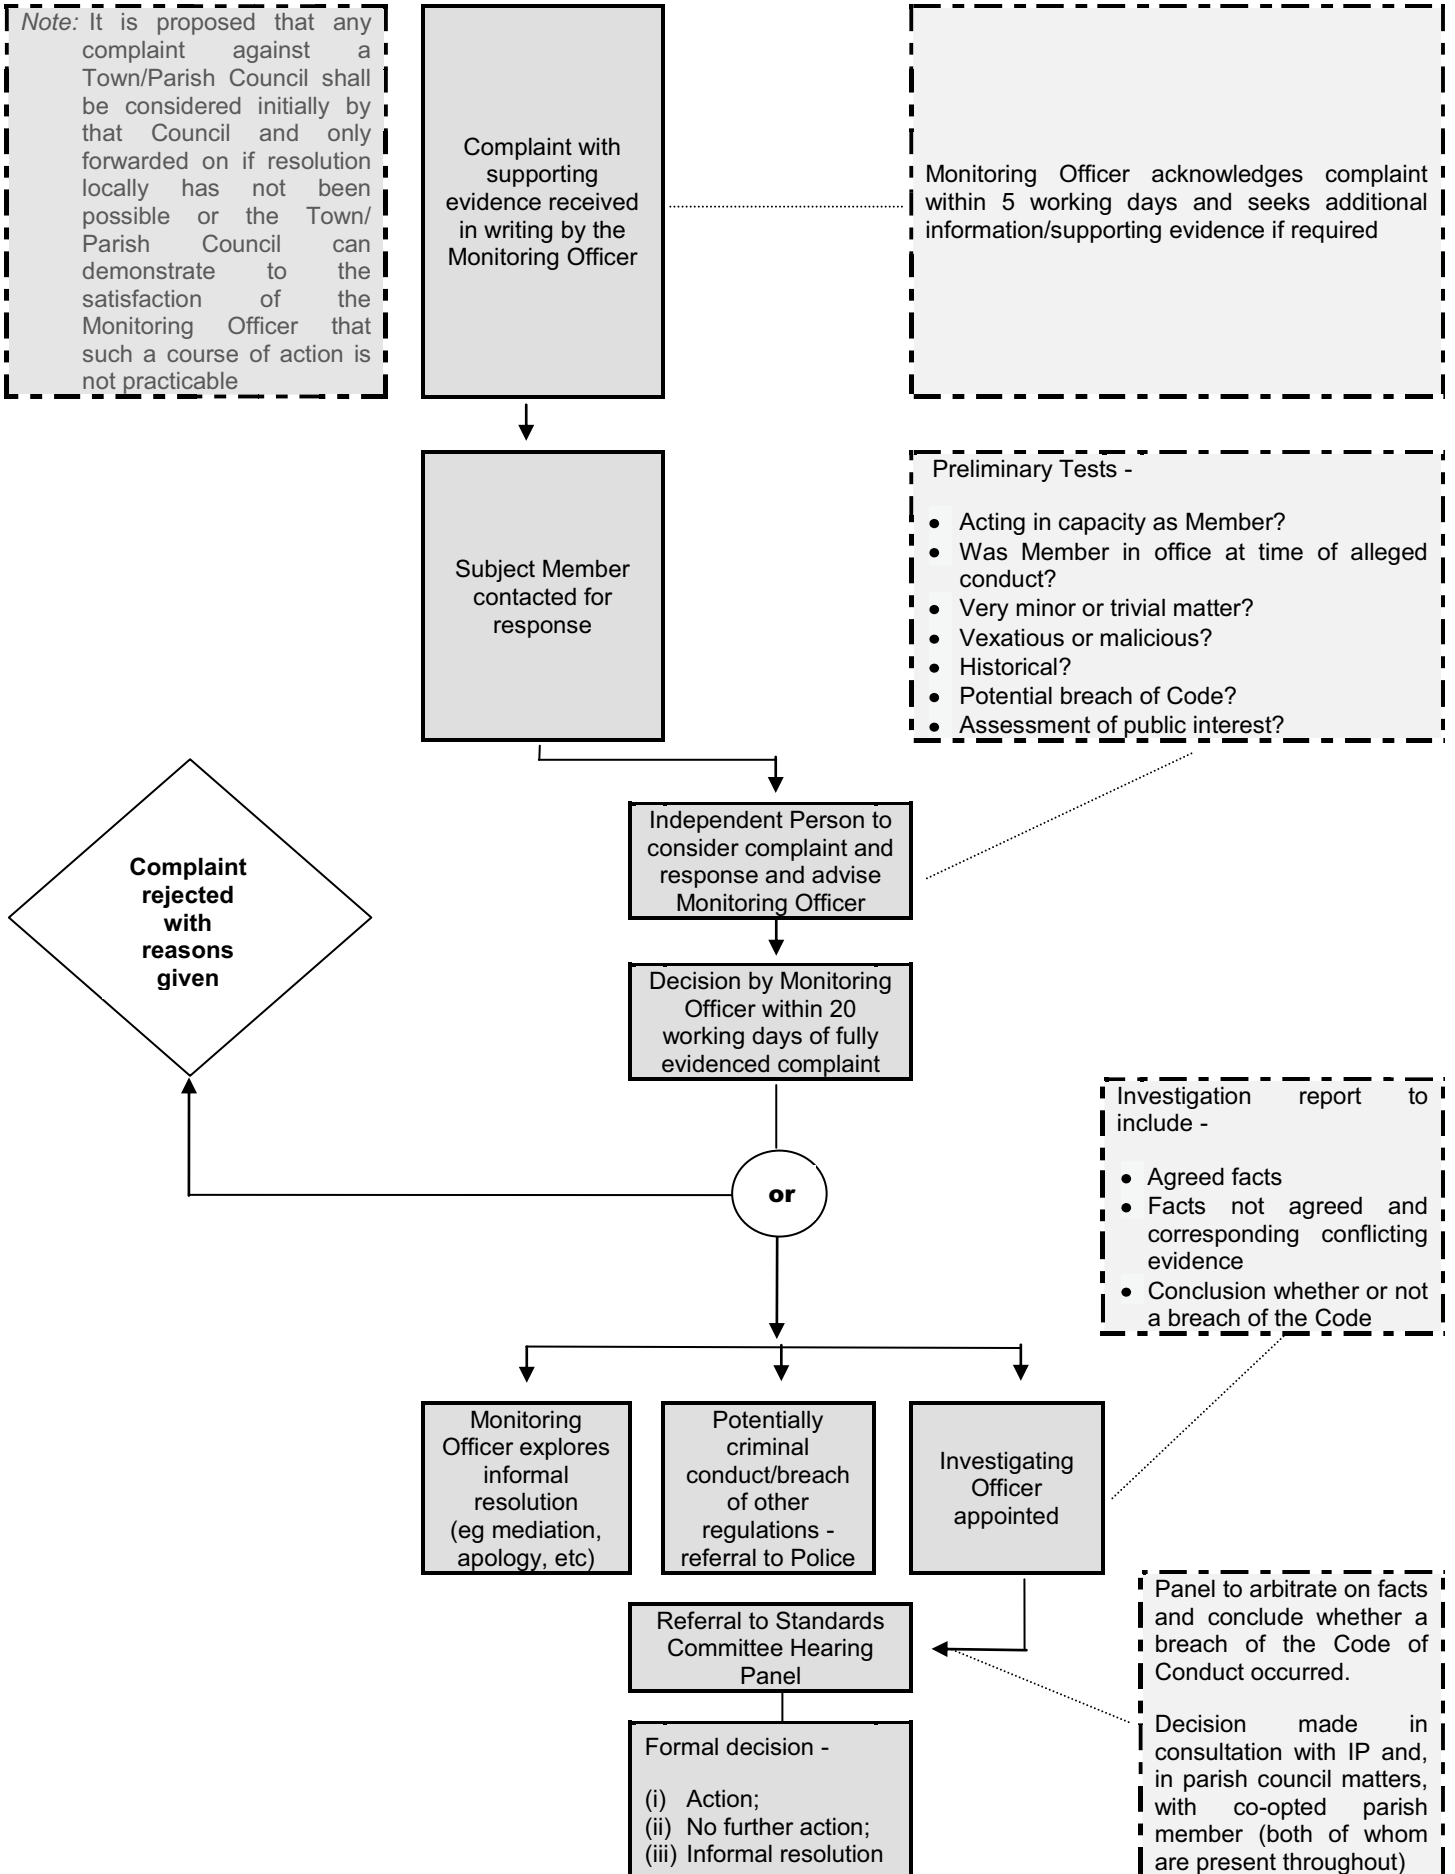 Note: It is proposed that any
complaint against a
Town/Parish Council shall
be considered initially by
that Council and only
forwarded on if resolution
locally has not been
possible or the Town/
Parish Council can
demonstrate to the
satisfaction of the
Monitoring Officer that
such a course of action is
not practicable
Complaint with
supporting
evidence received
in writing by the
Monitoring Officer
Monitoring Officer acknowledges complaint
within 5 working days and seeks additional
information/supporting evidence if required
Subject Member
contacted for
response
Preliminary Tests -
• Acting in capacity as Member?
• Was Member in office at time of alleged
conduct?
• Very minor or trivial matter?
• Vexatious or malicious?
• Historical?
• Potential breach of Code?
• Assessment of public interest?
Independent Person to
consider complaint and
response and advise
Monitoring Officer
Complaint
rejected
with
reasons
given
Decision by Monitoring
Officer within 20
working days of fully
evidenced complaint
or
Investigation report to
include -
• Agreed facts
• Facts not agreed and
corresponding conflicting
evidence
• Conclusion whether or not
a breach of the Code
Monitoring
Officer explores
informal
resolution
(eg mediation,
apology, etc)
Potentially
criminal
conduct/breach
of other
regulations -
referral to Police
Investigating
Officer
appointed
Referral to Standards
Committee Hearing
Panel
Panel to arbitrate on facts
and conclude whether a
breach of the Code of
Conduct occurred.
Decision made in
consultation with IP and,
in parish council matters,
with co-opted parish
member (both of whom
are present throughout)
Formal decision -
(i) Action;
(ii) No further action;
(iii) Informal resolution